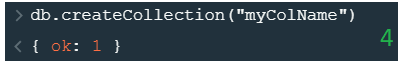 > db.createCollection("myColName")
< { ok: 1 }
4